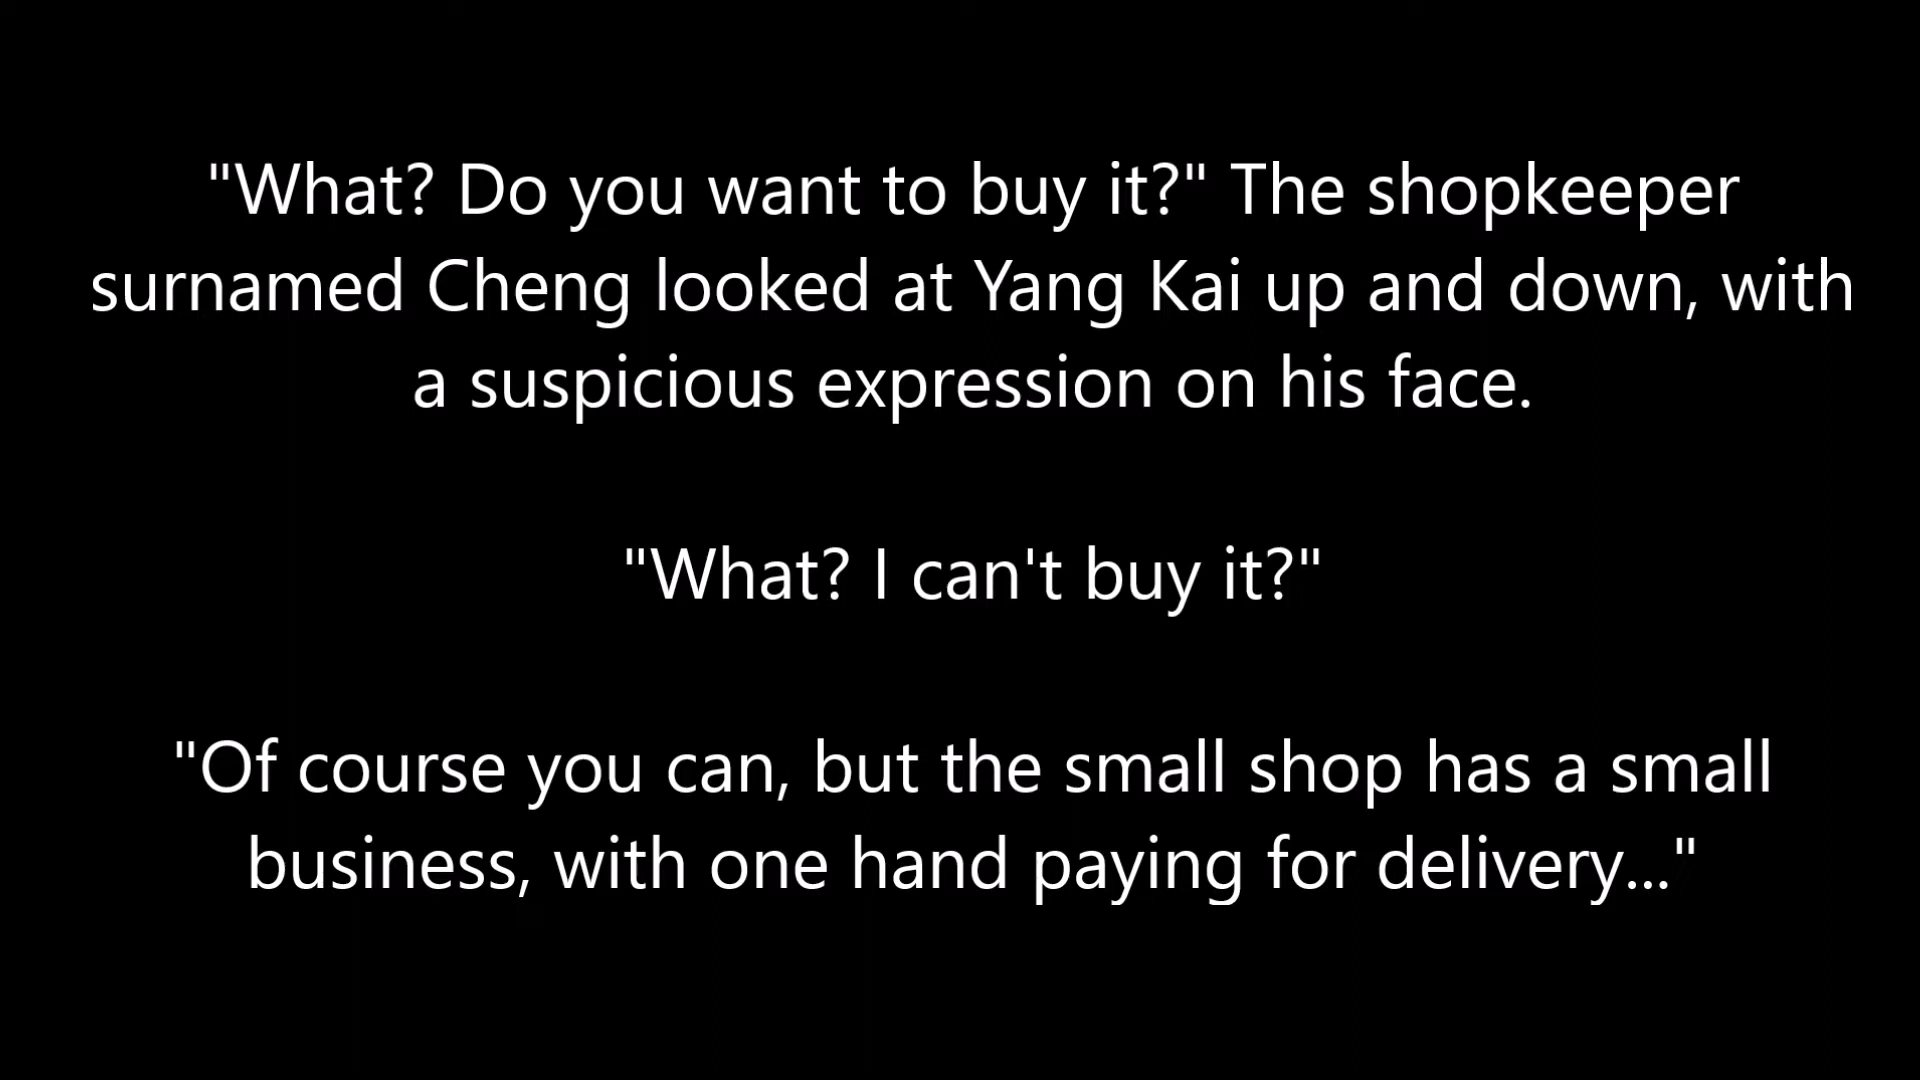 "What? Do you want to buy it?" The shopkeeper
surnamed Cheng looked at Yang Kai up and down, with
a suspicious expression on his face.
"What? I can't buy it?"
"Of course you can, but the small shop has a small
business, with one hand paying for delivery..."